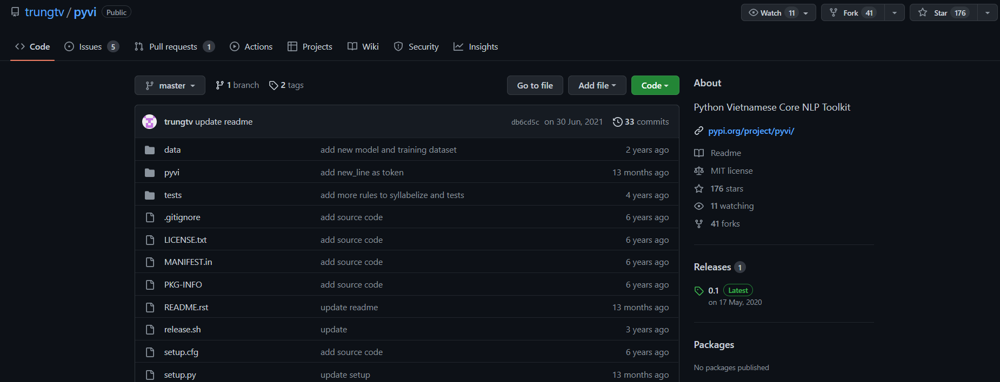 trungtv / pyvi Public
Watch 11 Fork 41 Star 176
Code Issues 5 Pull requests 1 Actions Projects Wiki Security Insights
master 1 branch 2 tags Go to file Add file Code
trungtv update readme db6cd5c on 30 Jun, 2021 33 commits
data add new model and training dataset 2 years ago
pyvi add new_line as token 13 months ago
tests add more rules to syllabelize and tests 4 years ago
.gitignore add source code 6 years ago
LICENSE.txt add source code 6 years ago
MANIFEST.in add source code 6 years ago
PKG-INFO add source code 6 years ago
README.rst update readme 13 months ago
release.sh update 3 years ago
setup.cfg add source code 6 years ago
setup.py update setup 13 months ago
About
Python Vietnamese Core NLP Toolkit
pypi.org/project/pyvi/
Readme
MIT license
176 stars
11 watching
41 forks
Releases 1
0.1 Latest
on 17 May, 2020
Packages
No packages published